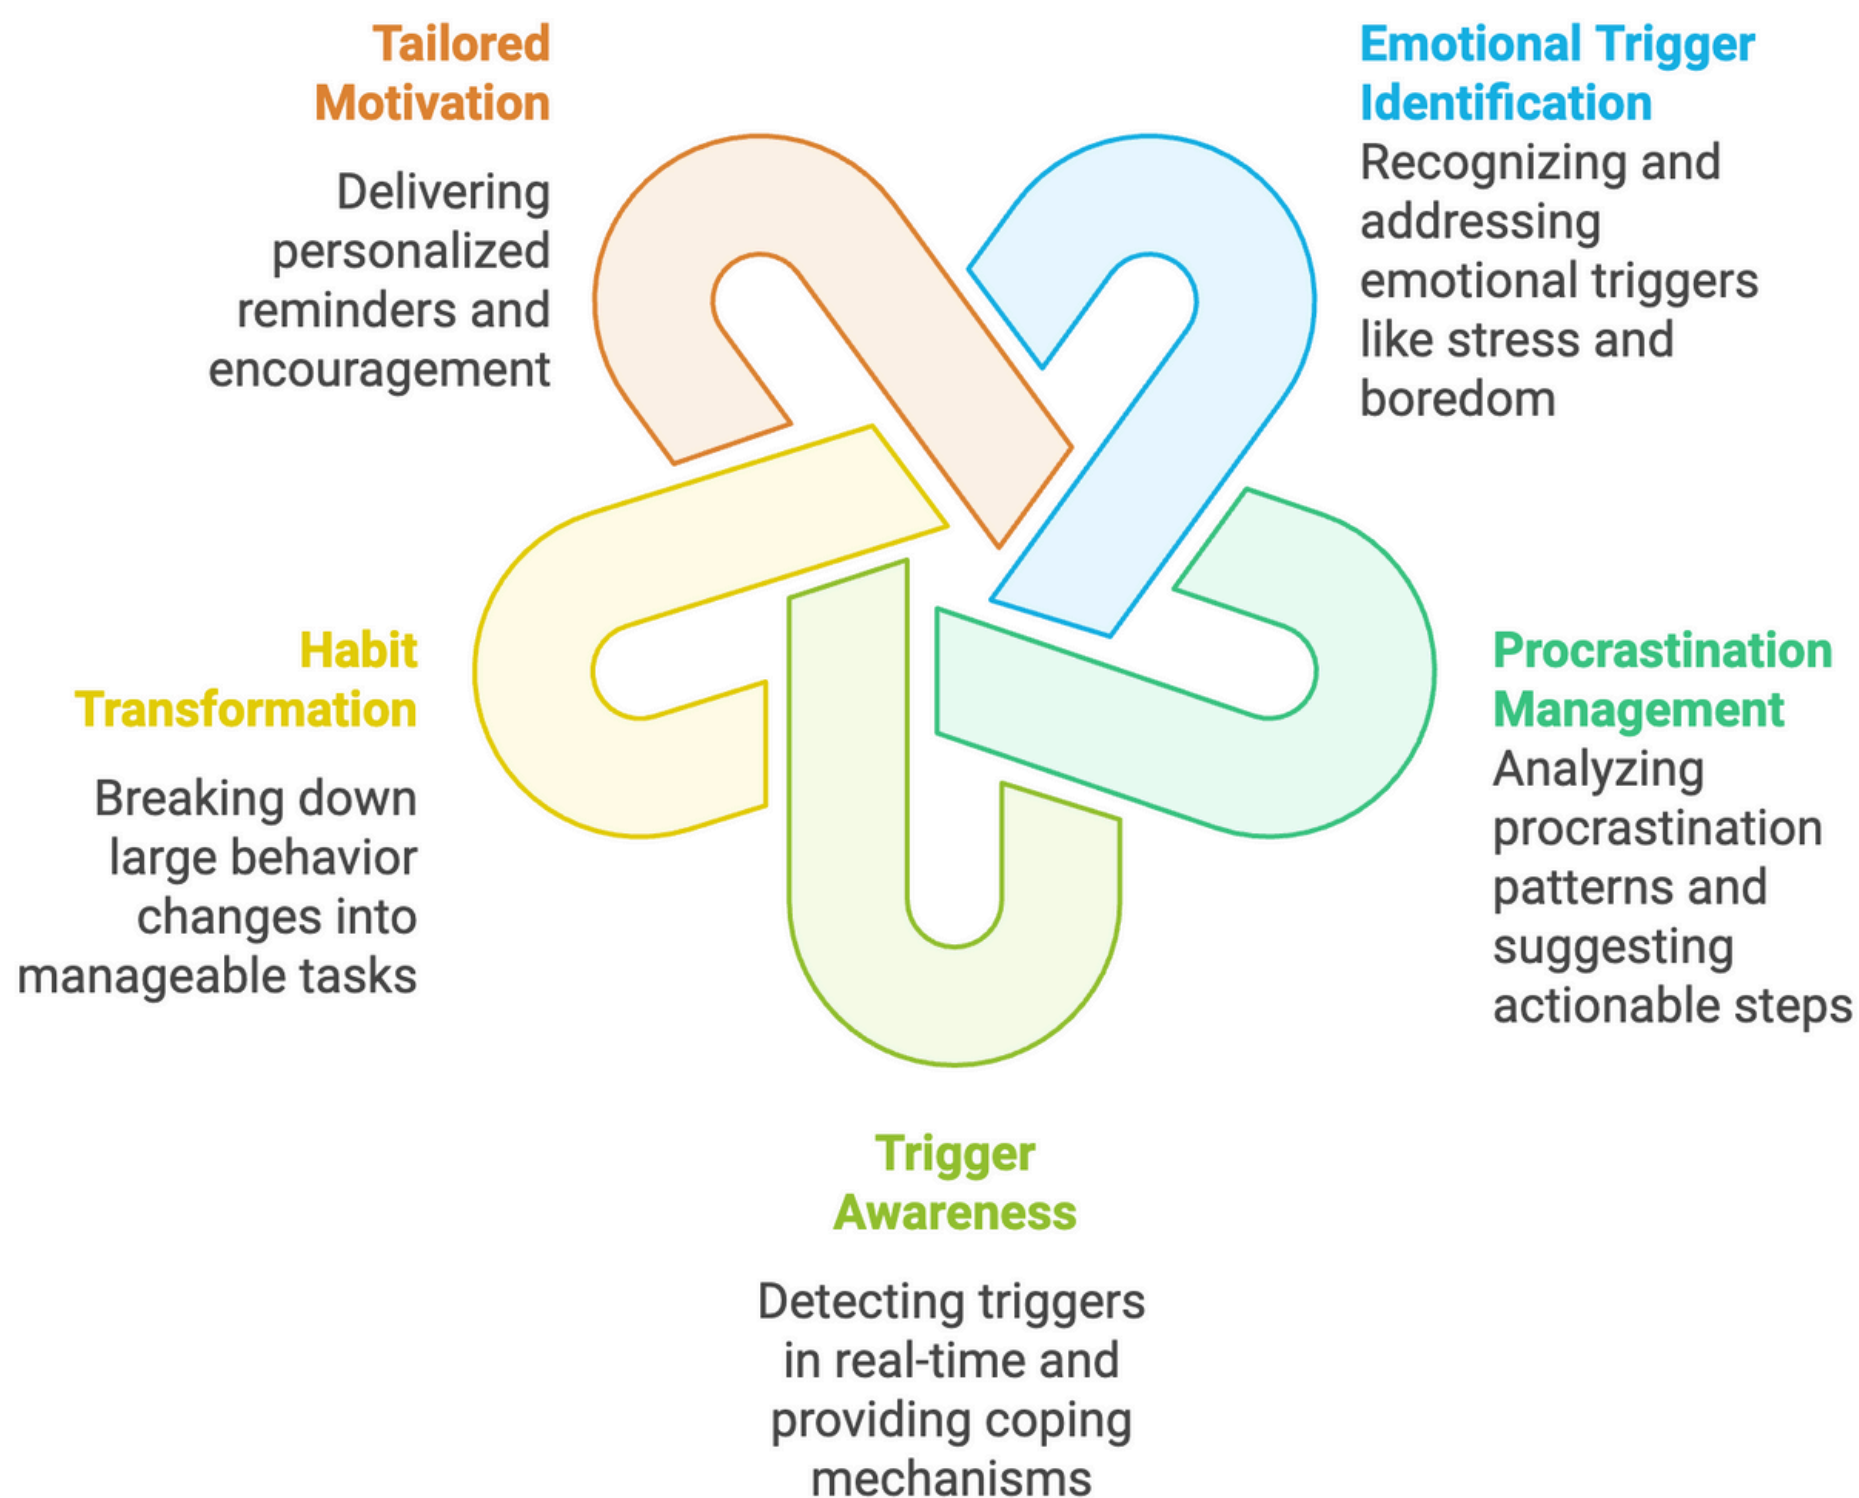 Tailored
Motivation
Delivering
personalized
reminders and
encouragement
Emotional Trigger
Identification
Recognizing and
addressing
emotional triggers
like stress and
boredom
Habit
Transformation
Breaking down
large behavior
changes into
manageable tasks
Procrastination
Management
Analyzing
procrastination
patterns and
suggesting
actionable steps
Trigger
Awareness
Detecting triggers
in real-time and
providing coping
mechanisms